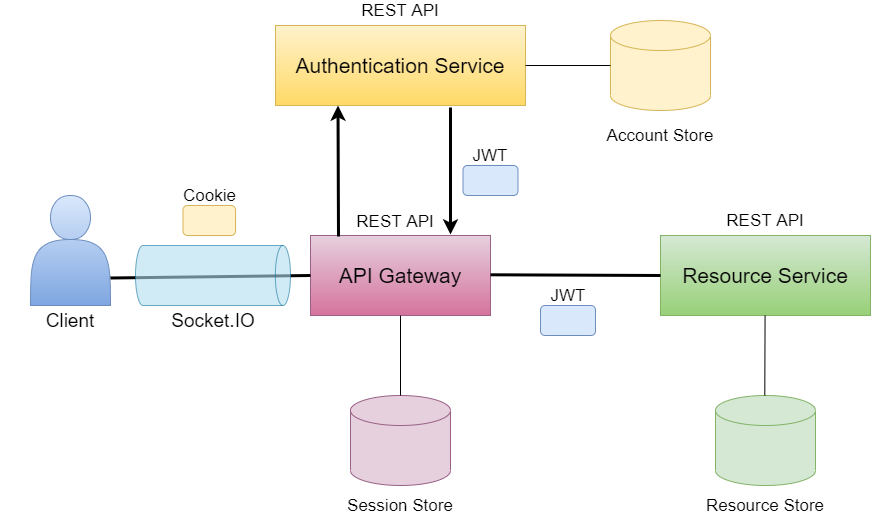 REST API
Authentication Service
Account Store
JWT
Cookie
REST API
REST API
API Gateway
Resource Service
JWT
Client
Socket.IO
Session Store
Resource Store